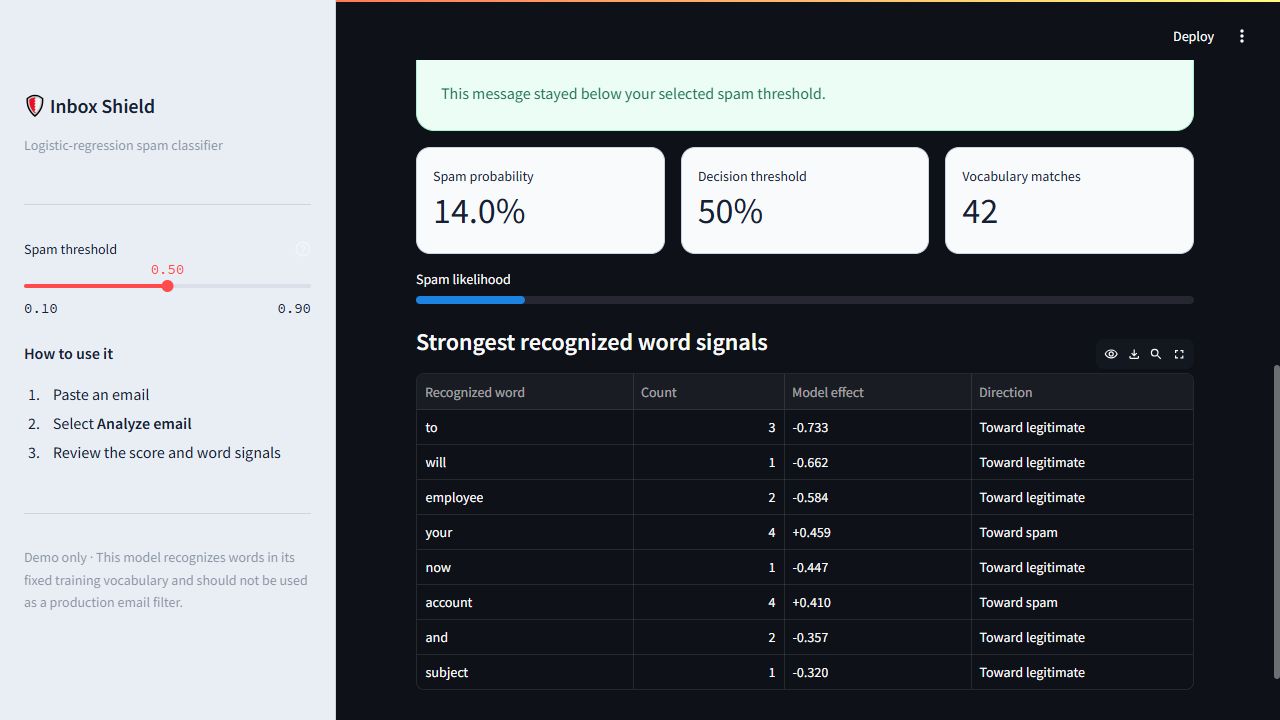 Deploy
Inbox Shield
Logistic-regression spam classifier
Spam threshold
0.50
0.10 0.90
How to use it
1. Paste an email
2. Select Analyze email
3. Review the score and word signals
Demo only · This model recognizes words in its
fixed training vocabulary and should not be used
as a production email filter.
This message stayed below your selected spam threshold.
Spam probability
14.0%
Decision threshold
50%
Vocabulary matches
42
Spam likelihood
Strongest recognized word signals
Recognized word Count Model effect Direction
to 3 -0.733 Toward legitimate
will 1 -0.662 Toward legitimate
employee 2 -0.584 Toward legitimate
your 4 +0.459 Toward spam
now 1 -0.447 Toward legitimate
account 4 +0.410 Toward spam
and 2 -0.357 Toward legitimate
subject 1 -0.320 Toward legitimate